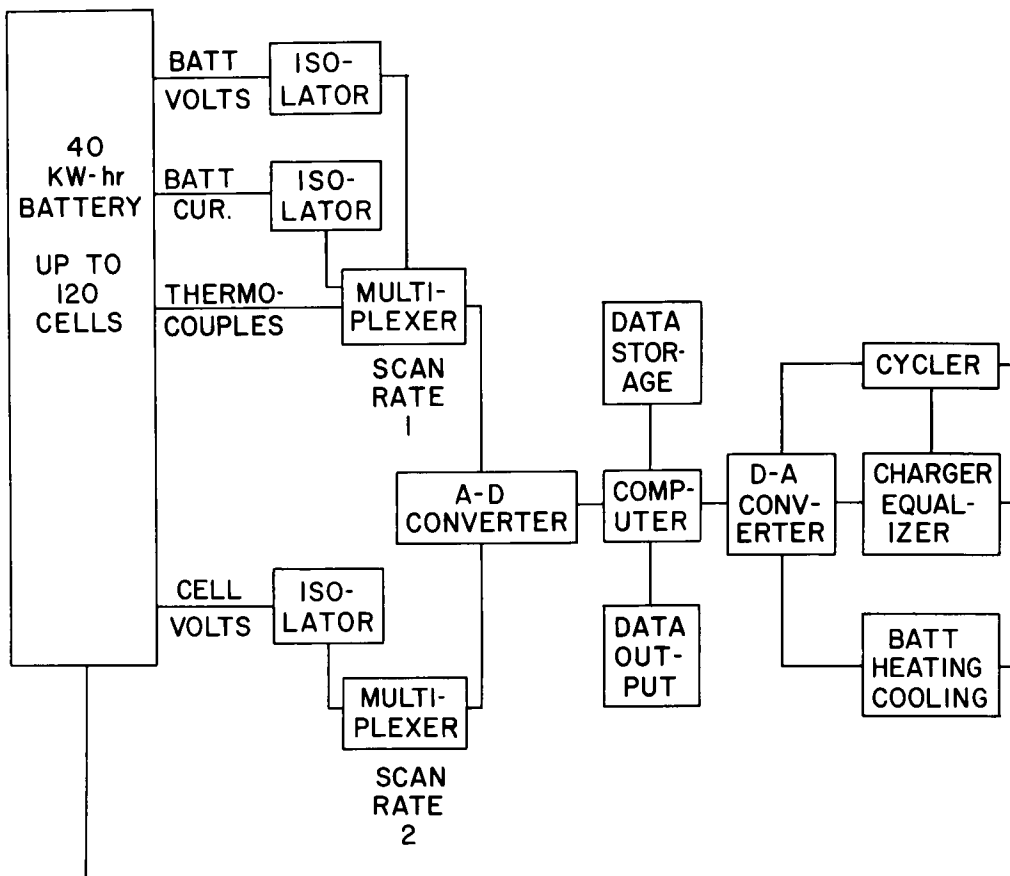 40
KW-hr
BATTERY
UP TO
120
CELLS
BATT
VOLTS
ISO-
LATOR
BATT
CUR.
ISO-
LATOR
THERMO-
COUPLES
MULTI-
PLEXER
SCAN
RATE
1
CELL
VOLTS
ISO-
LATOR
MULTI-
PLEXER
SCAN
RATE
2
A-D
CONVERTER
DATA
STOR-
AGE
COMP-
UTER
DATA
OUT-
PUT
D-A
CONV-
ERTER
CYCLER
CHARGER
EQUAL-
IZER
BATT
HEATING
COOLING